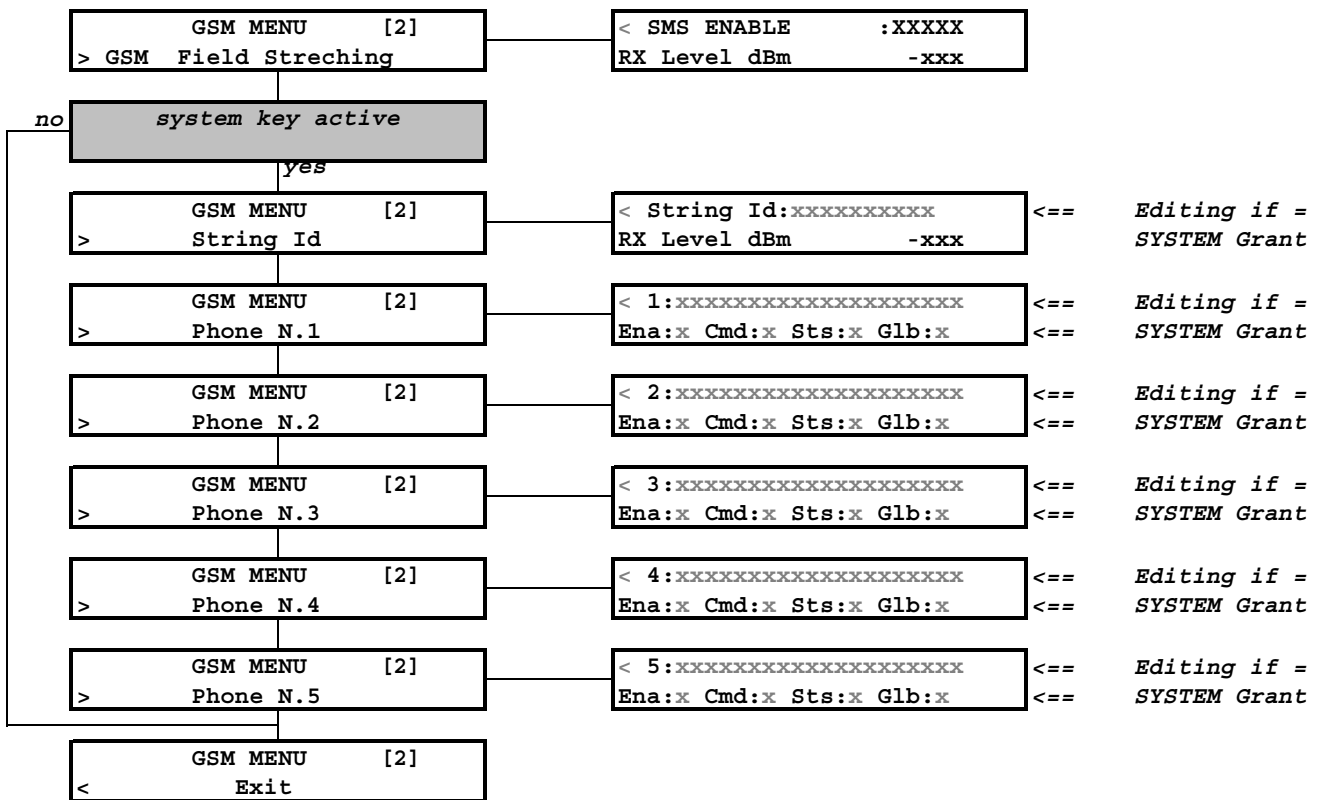 GSM MENU [2] < SMS ENABLE :XXXXX
> GSM Field Streching RX Level dBm -xxx
no system key active
yes
GSM MENU [2] < String Id:xxxxxxxxxx <== Editing if =
> String Id RX Level dBm -xxx SYSTEM Grant
GSM MENU [2] < 1:xxxxxxxxxxxxxxxxxxxx <== Editing if =
> Phone N.1 Ena:x Cmd:x Sts:x Glb:x <== SYSTEM Grant
GSM MENU [2] < 2:xxxxxxxxxxxxxxxxxxxx <== Editing if =
> Phone N.2 Ena:x Cmd:x Sts:x Glb:x <== SYSTEM Grant
GSM MENU [2] < 3:xxxxxxxxxxxxxxxxxxxx <== Editing if =
> Phone N.3 Ena:x Cmd:x Sts:x Glb:x <== SYSTEM Grant
GSM MENU [2] < 4:xxxxxxxxxxxxxxxxxxxx <== Editing if =
> Phone N.4 Ena:x Cmd:x Sts:x Glb:x <== SYSTEM Grant
GSM MENU [2] < 5:xxxxxxxxxxxxxxxxxxxx <== Editing if =
> Phone N.5 Ena:x Cmd:x Sts:x Glb:x <== SYSTEM Grant
GSM MENU [2]
< Exit